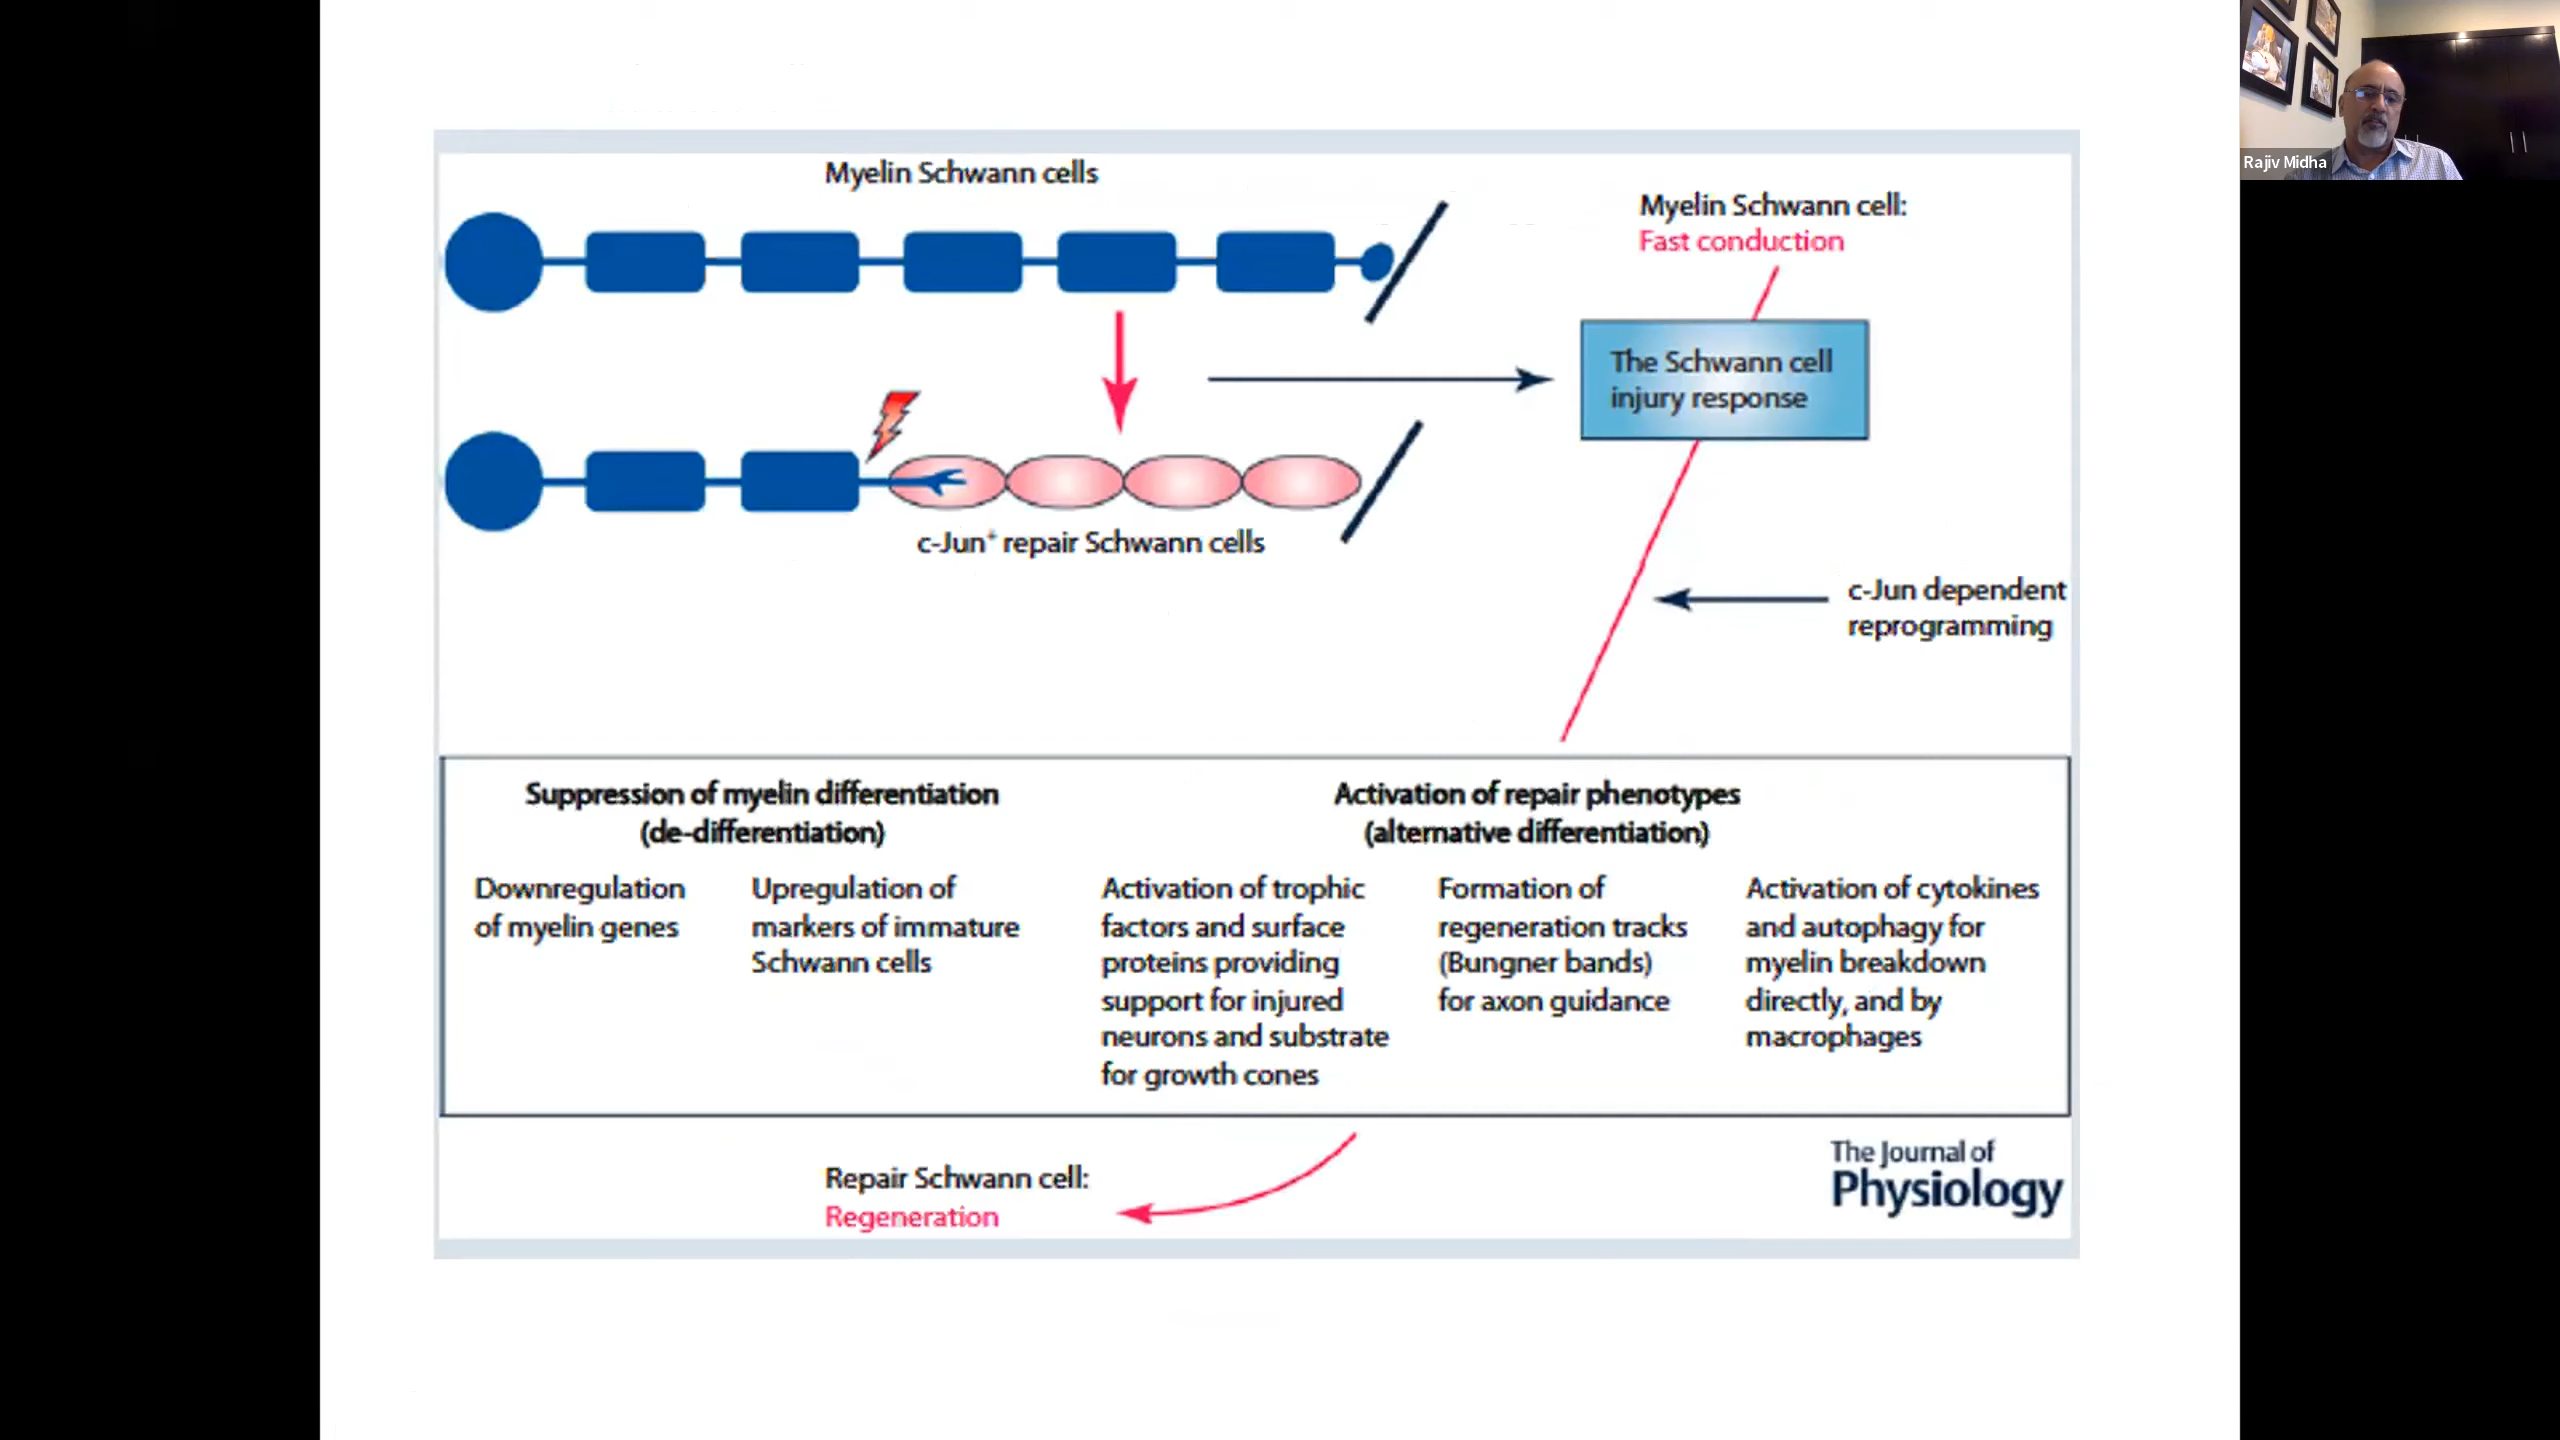 Myelin Schwann cells
Rajiv Midha
Myelin Schwann cell:
Fast conduction
The Schwann cell
injury response
c-Jun⁺ repair Schwann cells
c-Jun dependent
reprogramming
Suppression of myelin differentiation
(de-differentiation)
Downregulation
of myelin genes
Upregulation of
markers of immature
Schwann cells
Activation of repair phenotypes
(alternative differentiation)
Activation of trophic
factors and surface
proteins providing
support for injured
neurons and substrate
for growth cones
Formation of
regeneration tracks
(Bungner bands)
for axon guidance
Activation of cytokines
and autophagy for
myelin breakdown
directly, and by
macrophages
Repair Schwann cell:
Regeneration
The Journal of
Physiology